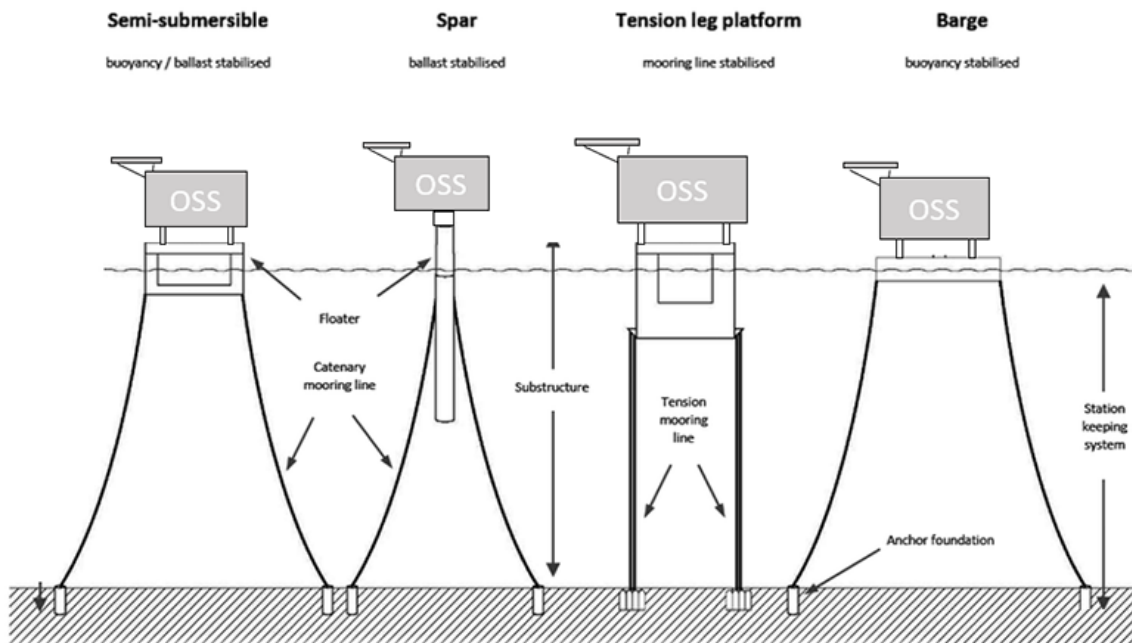 Semi-submersible
Spar
Tension leg platform
Barge
buoyancy / ballast stabilised
ballast stabilised
mooring line stabilised
buoyancy stabilised
OSS
OSS
OSS
OSS
Floater
Catenary
mooring line
Substructure
Tension
mooring
line
Station
keeping
system
Anchor foundation